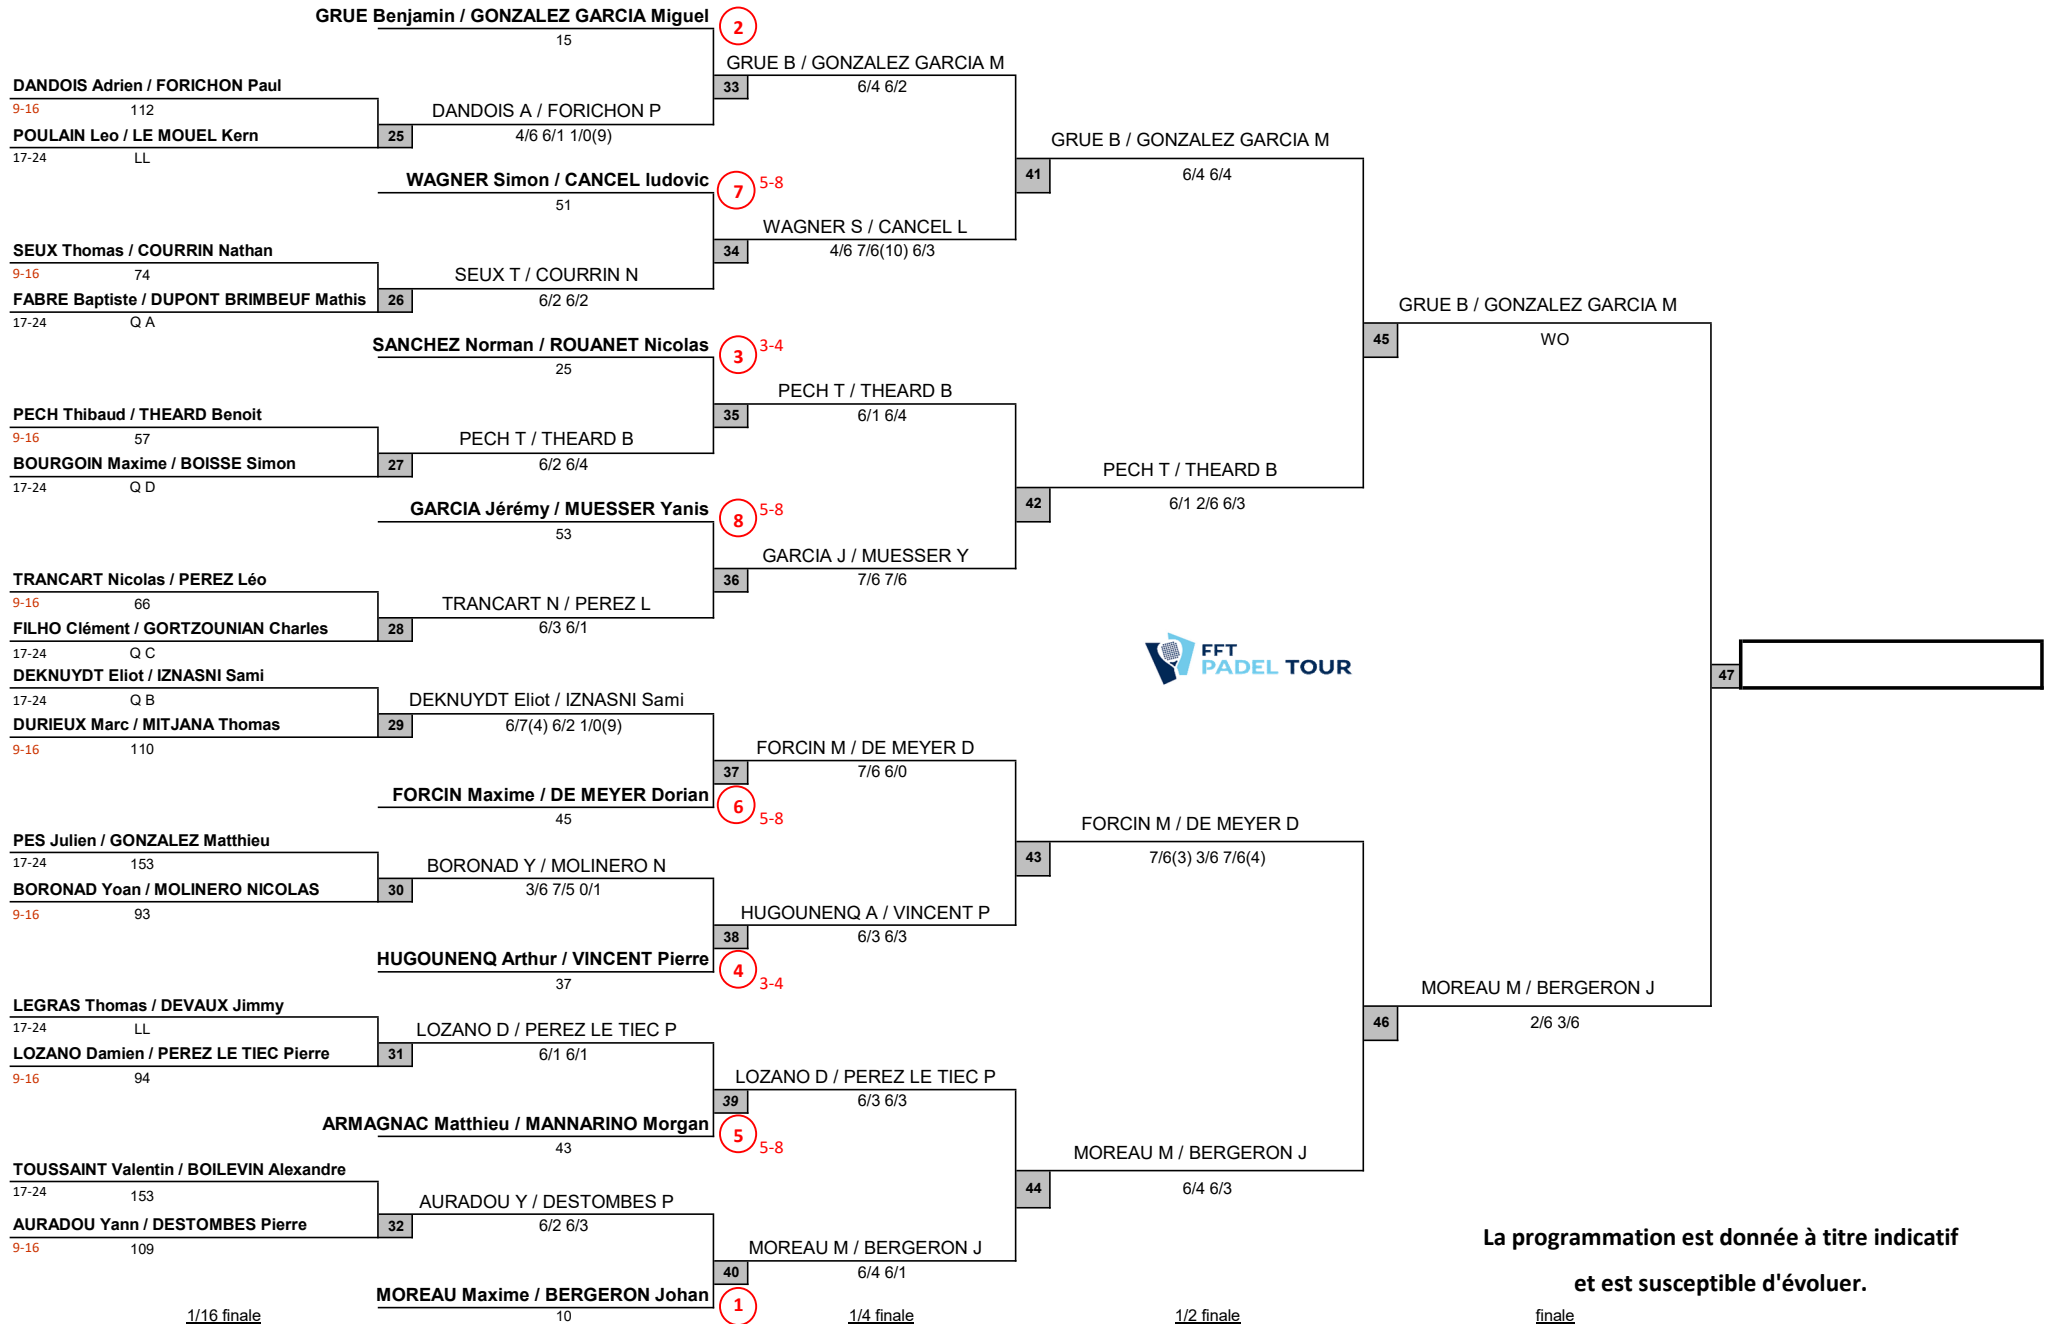 GRUE Benjamin / GONZALEZ GARCIA Miguel
2
15
GRUE B / GONZALEZ GARCIA M
DANDOIS Adrien / FORICHON Paul
33
6/4 6/2
9-16 112
DANDOIS A / FORICHON P
POULAIN Leo / LE MOUEL Kern
25
4/6 6/1 1/0(9)
17-24 LL
GRUE B / GONZALEZ GARCIA M
41
6/4 6/4
WAGNER Simon / CANCEL ludovic
7
5-8
51
WAGNER S / CANCEL L
SEUX Thomas / COURRIN Nathan
34
4/6 7/6(10) 6/3
9-16 74
SEUX T / COURRIN N
FABRE Baptiste / DUPONT BRIMBEUF Mathis
26
6/2 6/2
17-24 Q A
GRUE B / GONZALEZ GARCIA M
45
WO
SANCHEZ Norman / ROUANET Nicolas
3
3-4
25
PECH T / THEARD B
PECH Thibaud / THEARD Benoit
35
6/1 6/4
9-16 57
PECH T / THEARD B
BOURGOIN Maxime / BOISSE Simon
27
6/2 6/4
17-24 Q D
PECH T / THEARD B
42
6/1 2/6 6/3
GARCIA Jérémy / MUESSER Yanis
8
5-8
53
GARCIA J / MUESSER Y
TRANCART Nicolas / PEREZ Léo
36
7/6 7/6
9-16 66
TRANCART N / PEREZ L
FILHO Clément / GORTZOUNIAN Charles
28
6/3 6/1
17-24 Q C
FFT
PADEL TOUR
47
DEKNUYDT Eliot / IZNASNI Sami
17-24 Q B
DEKNUYDT Eliot / IZNASNI Sami
DURIEUX Marc / MITJANA Thomas
29
6/7(4) 6/2 1/0(9)
9-16 110
FORCIN M / DE MEYER D
37
7/6 6/0
FORCIN Maxime / DE MEYER Dorian
6
5-8
45
FORCIN M / DE MEYER D
43
7/6(3) 3/6 7/6(4)
PES Julien / GONZALEZ Matthieu
17-24 153
BORONAD Y / MOLINERO N
BORONAD Yoan / MOLINERO NICOLAS
30
3/6 7/5 0/1
9-16 93
HUGOUNENQ A / VINCENT P
38
6/3 6/3
HUGOUNENQ Arthur / VINCENT Pierre
4
3-4
37
MOREAU M / BERGERON J
46
2/6 3/6
LEGRAS Thomas / DEVAUX Jimmy
17-24 LL
LOZANO D / PEREZ LE TIEC P
LOZANO Damien / PEREZ LE TIEC Pierre
31
6/1 6/1
9-16 94
LOZANO D / PEREZ LE TIEC P
39
6/3 6/3
ARMAGNAC Matthieu / MANNARINO Morgan
5
5-8
43
MOREAU M / BERGERON J
44
6/4 6/3
TOUSSAINT Valentin / BOILEVIN Alexandre
17-24 153
AURADOU Y / DESTOMBES P
AURADOU Yann / DESTOMBES Pierre
32
6/2 6/3
9-16 109
MOREAU M / BERGERON J
40
6/4 6/1
MOREAU Maxime / BERGERON Johan
1
10
La programmation est donnée à titre indicatif
et est susceptible d'évoluer.
1/16 finale
1/4 finale
1/2 finale
finale